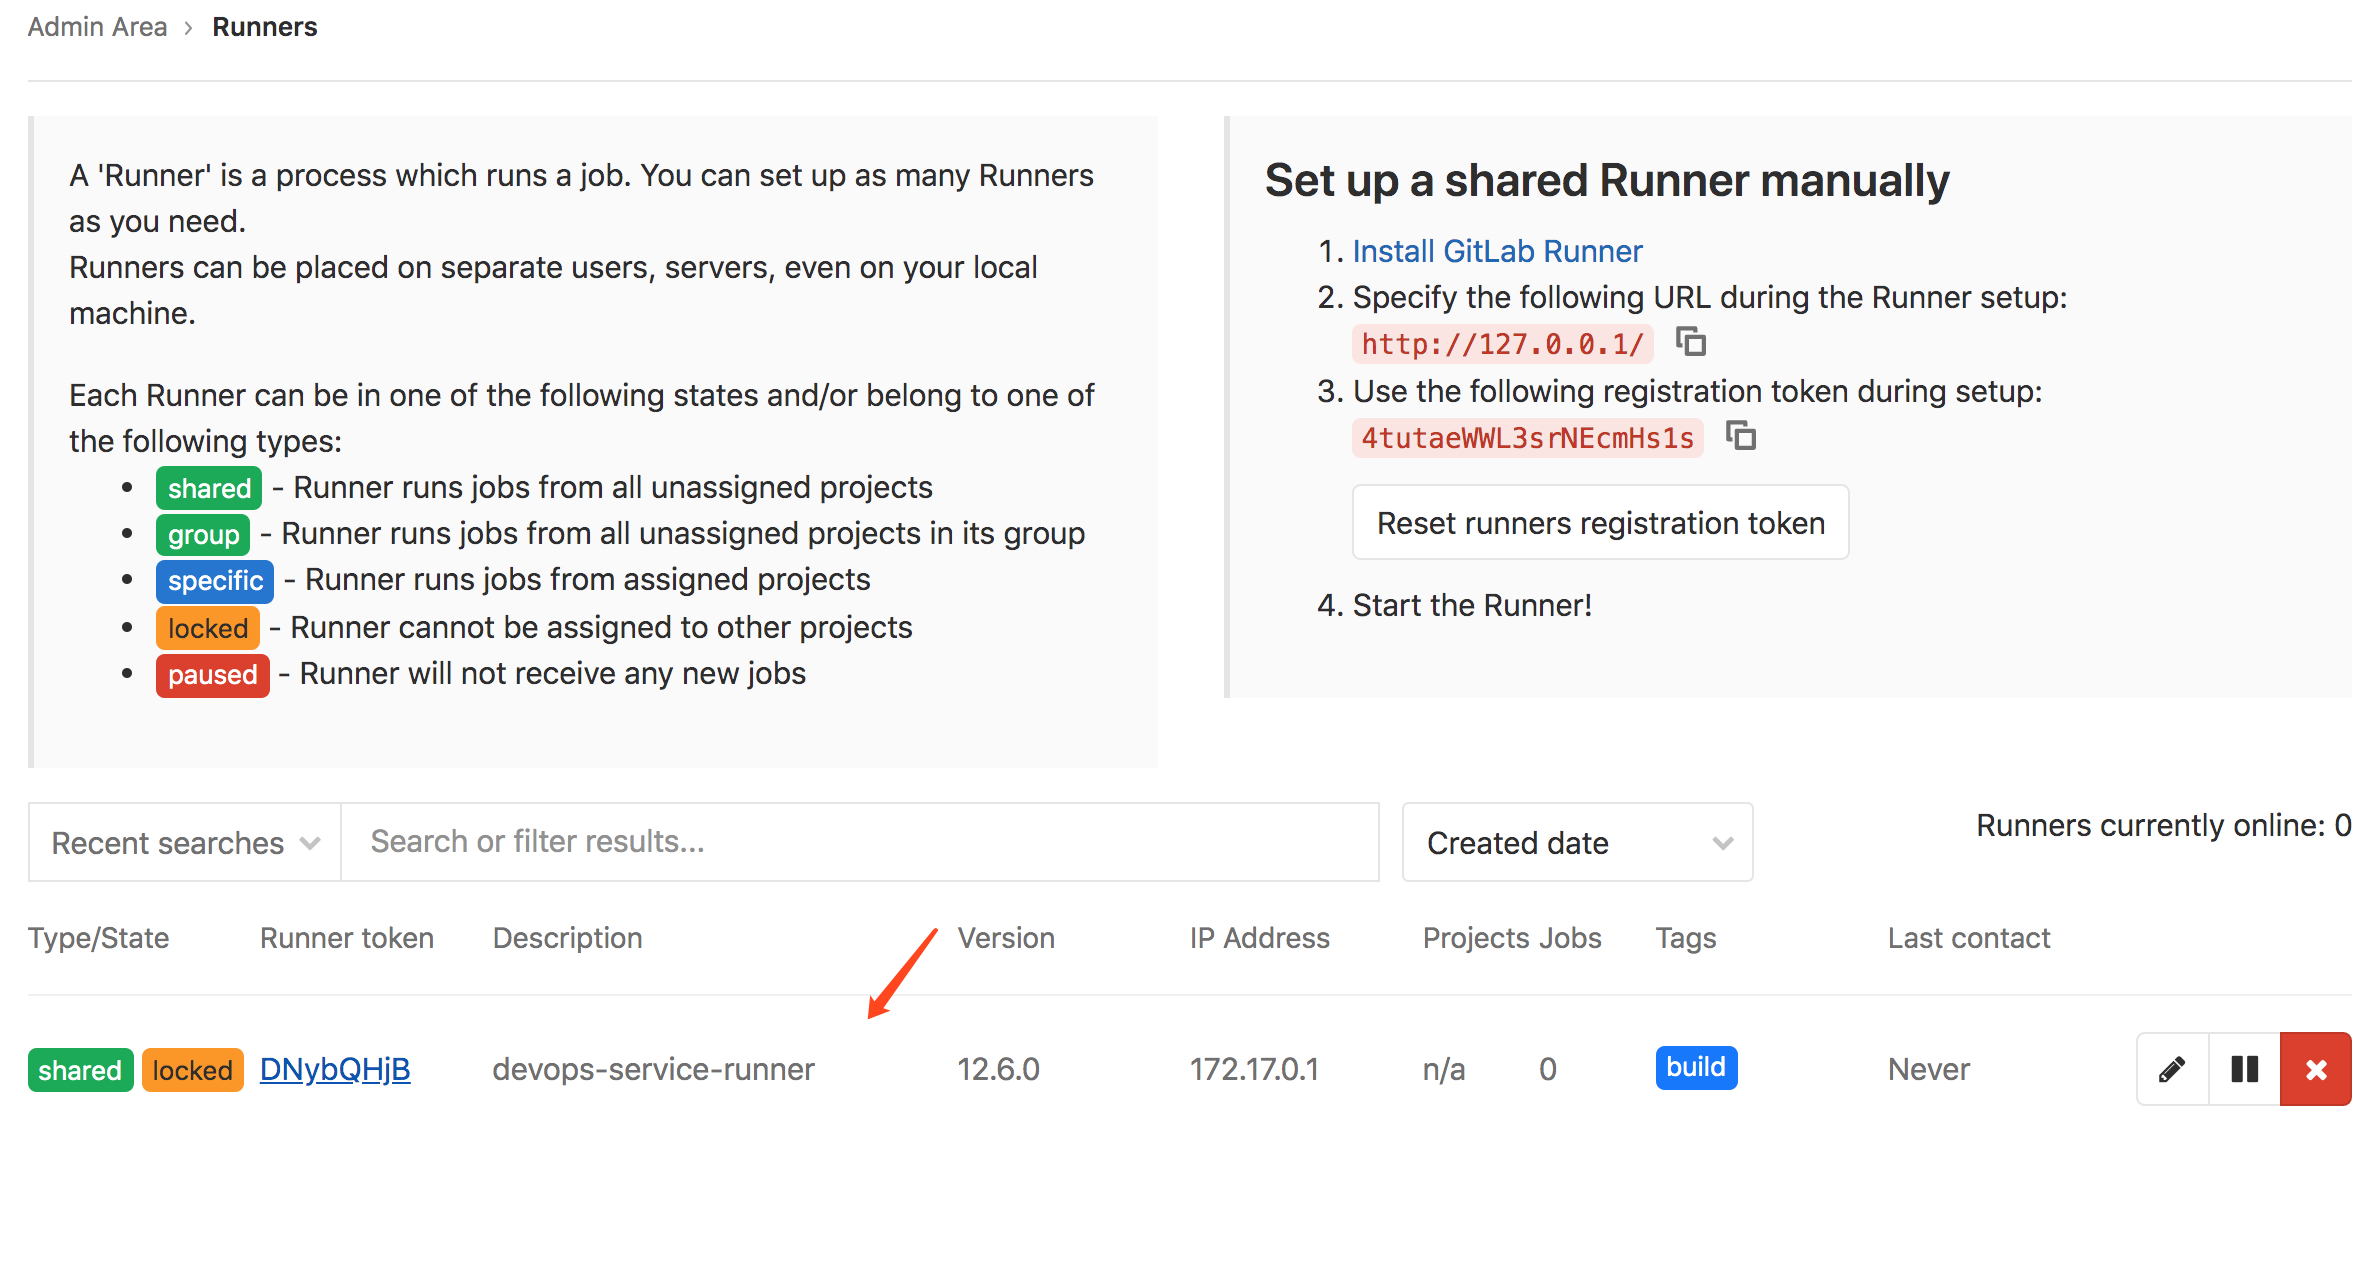 Admin Area › Runners
A 'Runner' is a process which runs a job. You can set up as many Runners
as you need.
Runners can be placed on separate users, servers, even on your local
machine.
Each Runner can be in one of the following states and/or belong to one of
the following types:
• shared - Runner runs jobs from all unassigned projects
• group - Runner runs jobs from all unassigned projects in its group
• specific - Runner runs jobs from assigned projects
• locked - Runner cannot be assigned to other projects
• paused - Runner will not receive any new jobs
Set up a shared Runner manually
1. Install GitLab Runner
2. Specify the following URL during the Runner setup:
http://127.0.0.1/
3. Use the following registration token during setup:
4tutaeWWL3srNEcmHs1s
Reset runners registration token
4. Start the Runner!
Recent searches Search or filter results... Created date Runners currently online: 0
Type/State Runner token Description Version IP Address Projects Jobs Tags Last contact
shared locked DNybQHjB devops-service-runner 12.6.0 172.17.0.1 n/a 0 build Never